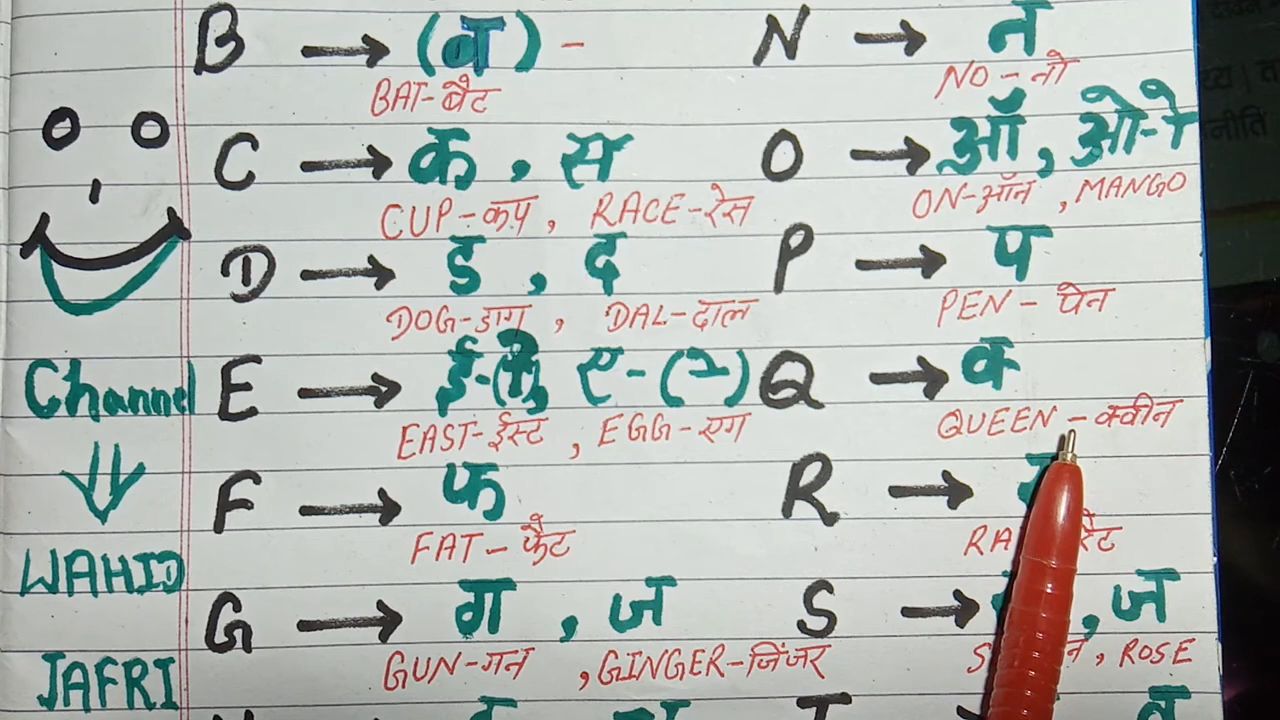 B → (ब) - N → न
BAT-बैट NO-नो
C → क, स O → ऑ, ओ-ो
CUP-कप, RACE-रेस ON-ऑन, MANGO
D → ड, द P → प
DOG-डाग, DAL-दाल PEN-पेन
Channel E → ई-(ी), ए-(े) Q → क
EAST-ईस्ट, EGG-एग QUEEN-क्वीन
F → फ R →
WAHID FAT-फैट
G → ग, ज S → , ज
JAFRI GUN-गन, GINGER-जिंजर , ROSE